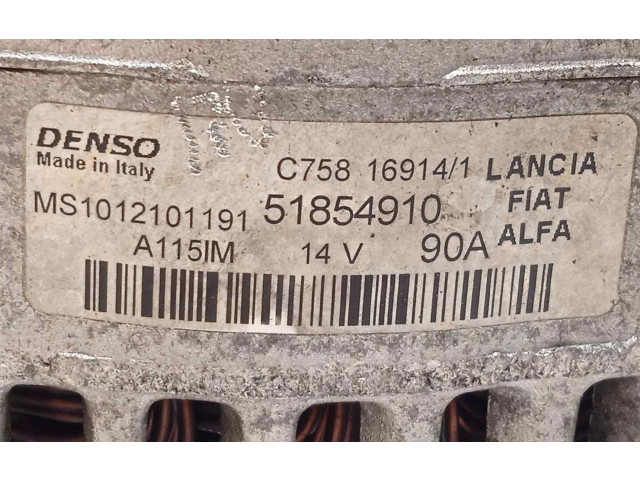 DENSO
Made in Italy
C758 16914/1 LANCIA
MS1012101191 51854910 FIAT
A115IM 14 V 90A ALFA